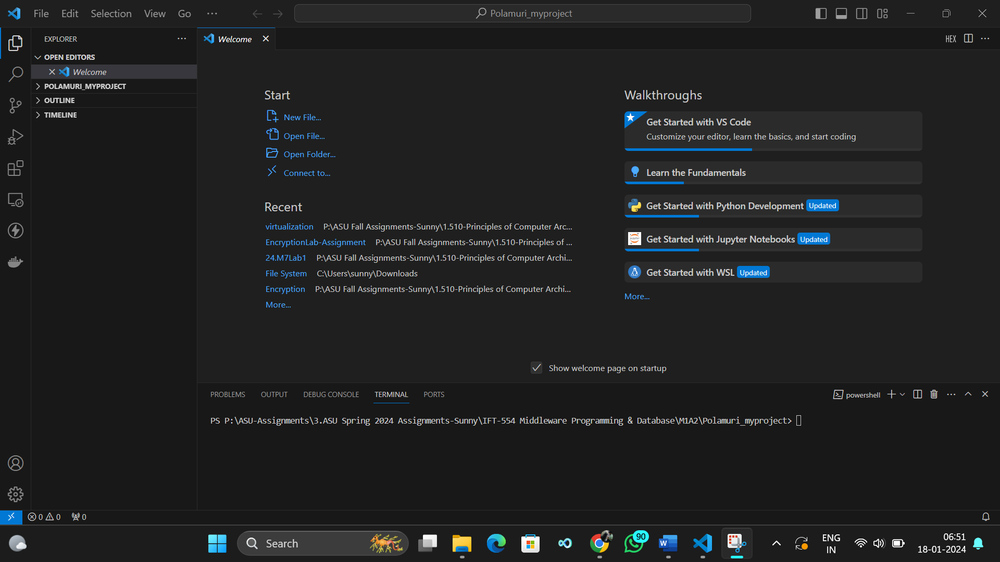 File Edit Selection View Go ···
Polamuri_myproject
EXPLORER
OPEN EDITORS
Welcome
POLAMURI_MYPROJECT
OUTLINE
TIMELINE
Welcome
HEX
Start
New File...
Open File...
Open Folder...
Connect to...
Recent
virtualization P:\ASU Fall Assignments-Sunny\1.510-Principles of Computer Arc...
EncryptionLab-Assignment P:\ASU Fall Assignments-Sunny\1.510-Principles of ...
24.M7Lab1 P:\ASU Fall Assignments-Sunny\1.510-Principles of Computer Archi...
File System C:\Users\sunny\Downloads
Encryption P:\ASU Fall Assignments-Sunny\1.510-Principles of Computer Archi...
More...
Walkthroughs
Get Started with VS Code
Customize your editor, learn the basics, and start coding
Learn the Fundamentals
Get Started with Python Development Updated
Get Started with Jupyter Notebooks Updated
Get Started with WSL Updated
More...
Show welcome page on startup
PROBLEMS OUTPUT DEBUG CONSOLE TERMINAL PORTS
powershell
PS P:\ASU-Assignments\3.ASU Spring 2024 Assignments-Sunny\IFT-554 Middleware Programming & Database\M1A2\Polamuri_myproject>
0 0 0
Search
90
ENG
IN
06:51
18-01-2024